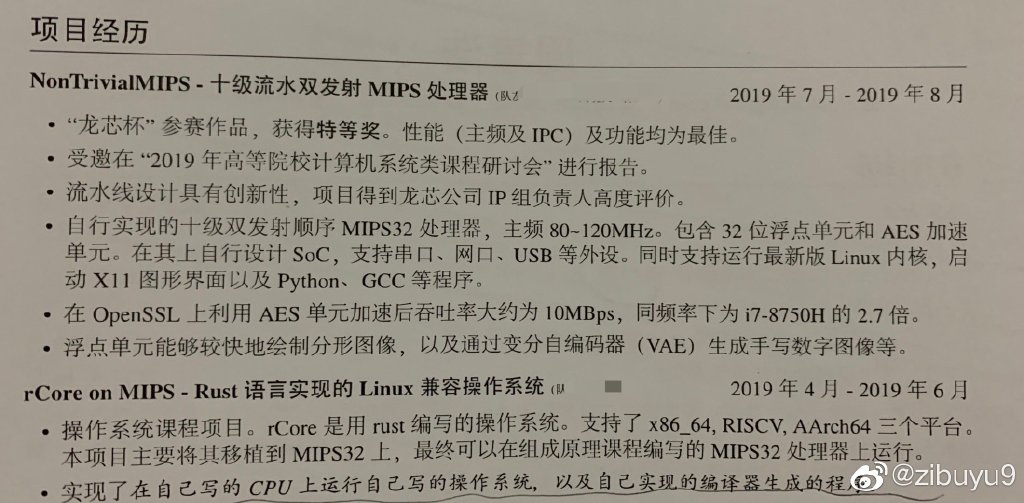 项目经历
NonTrivialMIPS - 十级流水双发射 MIPS 处理器（队
2019 年 7 月 - 2019 年 8 月
• “龙芯杯” 参赛作品，获得特等奖。性能（主频及 IPC）及功能均为最佳。
• 受邀在 “2019 年高等院校计算机系统类课程研讨会” 进行报告。
• 流水线设计具有创新性，项目得到龙芯公司 IP 组负责人高度评价。
• 自行实现的十级双发射顺序 MIPS32 处理器，主频 80~120MHz。包含 32 位浮点单元和 AES 加速
单元。在其上自行设计 SoC，支持串口、网口、USB 等外设。同时支持运行最新版 Linux 内核，启
动 X11 图形界面以及 Python、GCC 等程序。
• 在 OpenSSL 上利用 AES 单元加速后吞吐率大约为 10MBps，同频率下为 i7-8750H 的 2.7 倍。
• 浮点单元能够较快地绘制分形图像，以及通过变分自编码器（VAE）生成手写数字图像等。
rCore on MIPS - Rust 语言实现的 Linux 兼容操作系统（队
2019 年 4 月 - 2019 年 6 月
• 操作系统课程项目。rCore 是用 rust 编写的操作系统。支持了 x86_64, RISCV, AArch64 三个平台。
本项目主要将其移植到 MIPS32 上，最终可以在组成原理课程编写的 MIPS32 处理器上运行。
• 实现了在自己写的 CPU 上运行自己写的操作系统，以及自己实现的编译器生成的程序
@zibuyu9